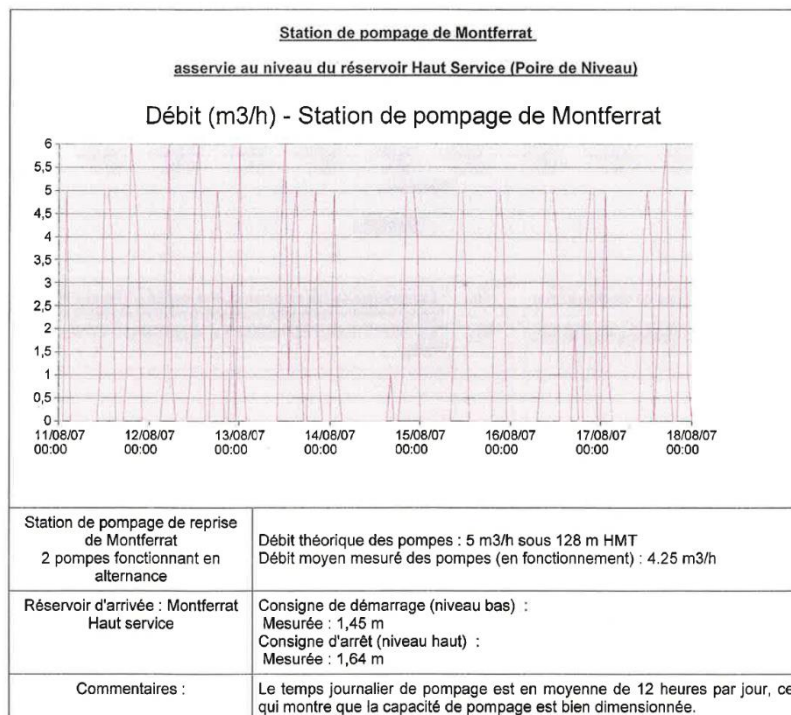 Station de pompage de Montferrat
asservie au niveau du réservoir Haut Service (Poire de Niveau)
Débit (m3/h) - Station de pompage de Montferrat
6
5,5
5
4,5
4
3,5
3
2,5
2
1,5
1
0,5
0
11/08/07 12/08/07 13/08/07 14/08/07 15/08/07 16/08/07 17/08/07 18/08/07
00:00 00:00 00:00 00:00 00:00 00:00 00:00 00:00
Station de pompage de reprise
de Montferrat
2 pompes fonctionnant en
alternance
Débit théorique des pompes : 5 m3/h sous 128 m HMT
Débit moyen mesuré des pompes (en fonctionnement) : 4.25 m3/h
Réservoir d'arrivée : Montferrat
Haut service
Consigne de démarrage (niveau bas) :
Mesurée : 1,45 m
Consigne d'arrêt (niveau haut) :
Mesurée : 1,64 m
Commentaires :
Le temps journalier de pompage est en moyenne de 12 heures par jour, ce
qui montre que la capacité de pompage est bien dimensionnée.